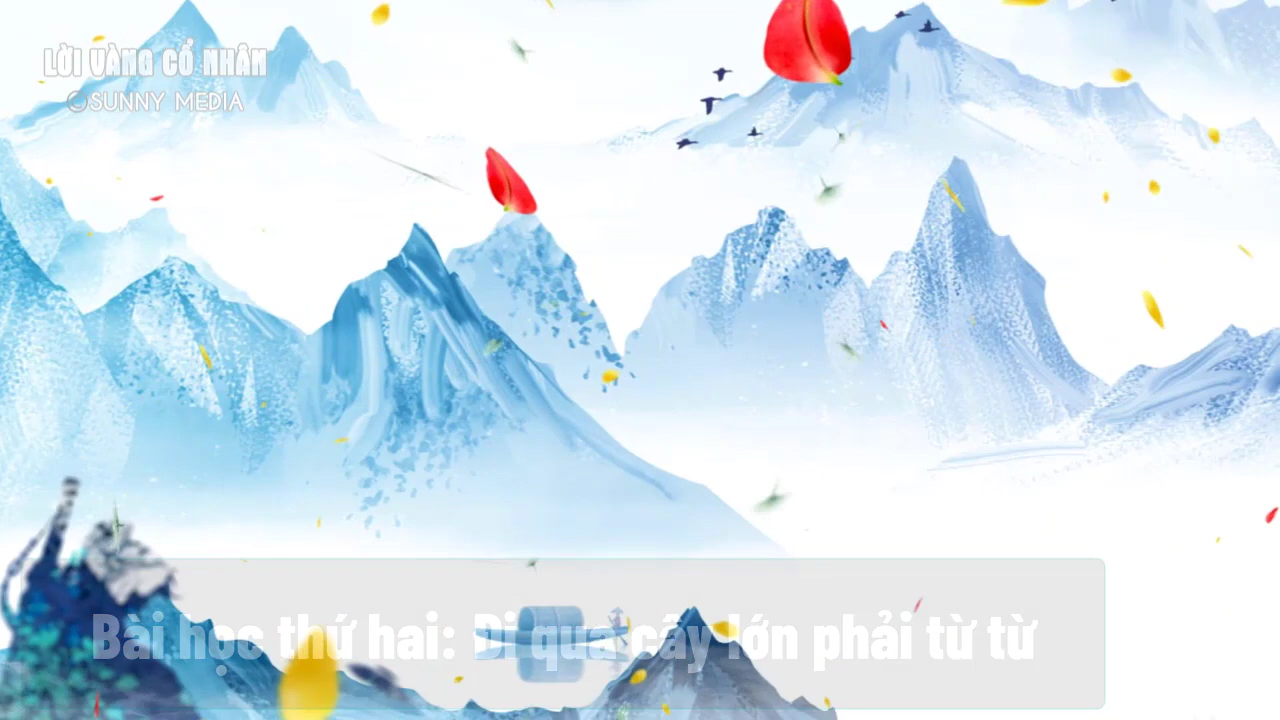 LỜI VÀNG CỔ NHÂN
SUNNY MEDIA
Bài học thứ hai: Đi qua cây lớn phải từ từ